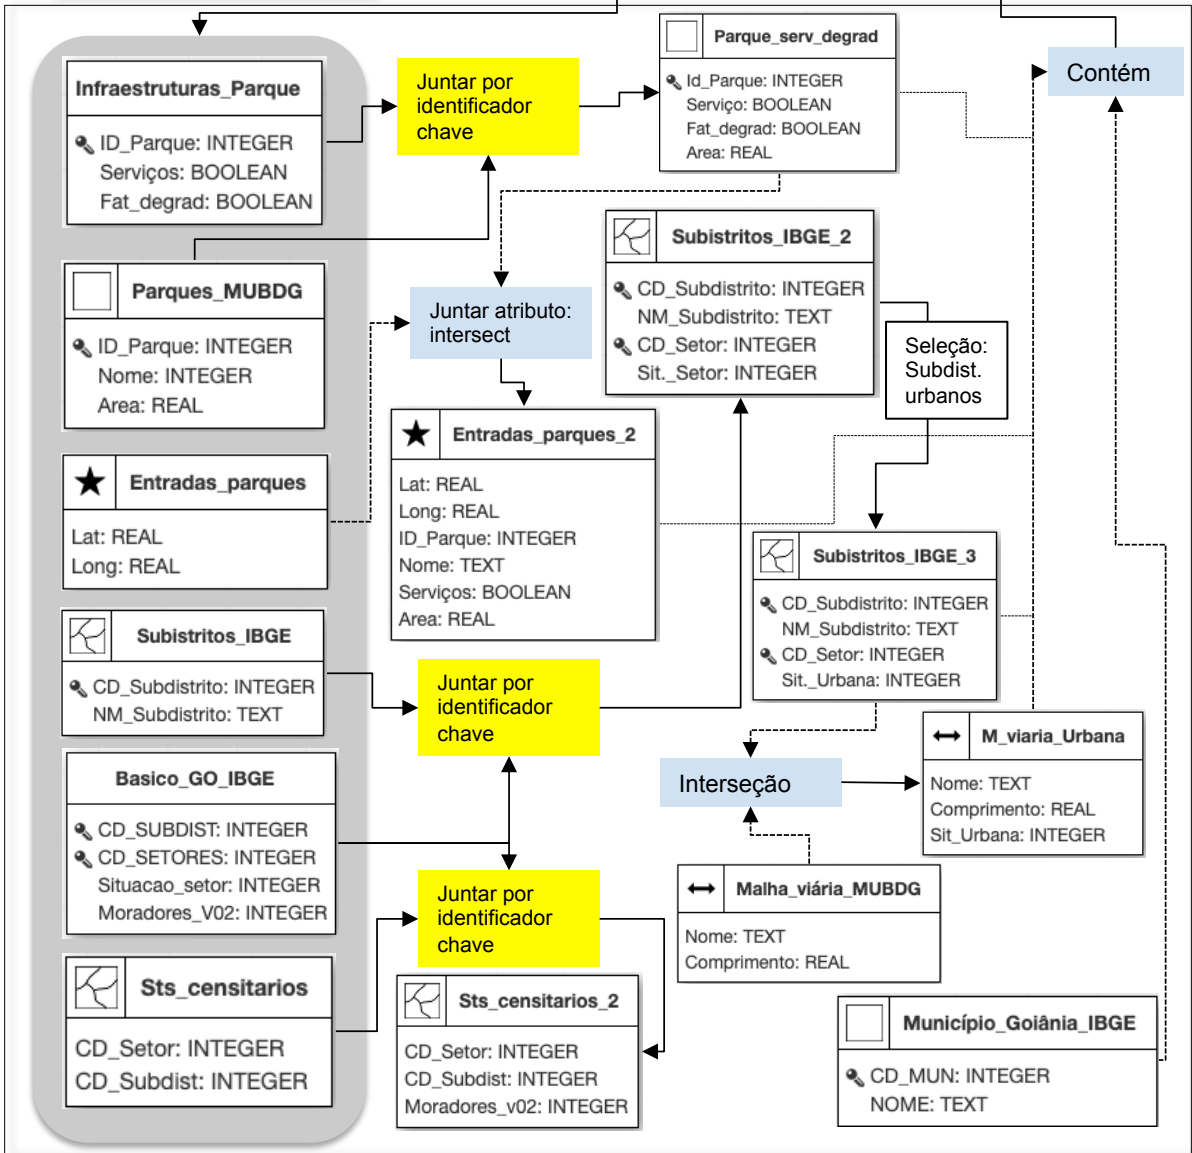 Infraestruturas_Parque
ID_Parque: INTEGER
Serviços: BOOLEAN
Fat_degrad: BOOLEAN
Juntar por
identificador
chave
Parque_serv_degrad
Id_Parque: INTEGER
Serviço: BOOLEAN
Fat_degrad: BOOLEAN
Area: REAL
Contém
Parques_MUBDG
ID_Parque: INTEGER
Nome: INTEGER
Area: REAL
Juntar atributo:
intersect
Subistritos_IBGE_2
CD_Subdistrito: INTEGER
NM_Subdistrito: TEXT
CD_Setor: INTEGER
Sit._Setor: INTEGER
Seleção:
Subdist.
urbanos
Entradas_parques
Lat: REAL
Long: REAL
Entradas_parques_2
Lat: REAL
Long: REAL
ID_Parque: INTEGER
Nome: TEXT
Serviços: BOOLEAN
Area: REAL
Subistritos_IBGE_3
CD_Subdistrito: INTEGER
NM_Subdistrito: TEXT
CD_Setor: INTEGER
Sit._Urbana: INTEGER
Subistritos_IBGE
CD_Subdistrito: INTEGER
NM_Subdistrito: TEXT
Juntar por
identificador
chave
Basico_GO_IBGE
CD_SUBDIST: INTEGER
CD_SETORES: INTEGER
Situacao_setor: INTEGER
Moradores_V02: INTEGER
Interseção
M_viaria_Urbana
Nome: TEXT
Comprimento: REAL
Sit_Urbana: INTEGER
Juntar por
identificador
chave
Malha_viária_MUBDG
Nome: TEXT
Comprimento: REAL
Sts_censitarios
CD_Setor: INTEGER
CD_Subdist: INTEGER
Sts_censitarios_2
CD_Setor: INTEGER
CD_Subdist: INTEGER
Moradores_v02: INTEGER
Município_Goiânia_IBGE
CD_MUN: INTEGER
NOME: TEXT